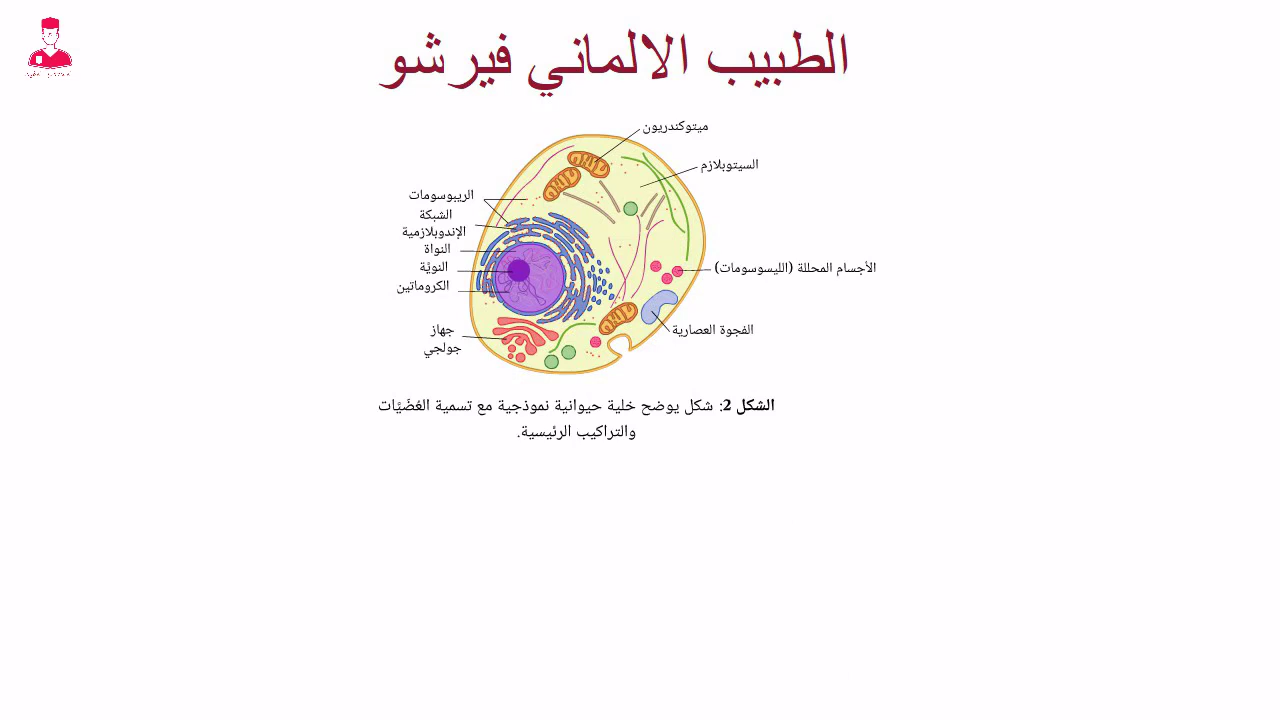 الطبيب الالماني فيرشو
ميتوكندريون
السيتوبلازم
الريبوسومات
الشبكة
الإندوبلازمية
النواة
النويّة
الكروماتين
الأجسام المحللة (الليسوسومات)
الفجوة العصارية
جهاز
جولجي
الشكل 2: شكل يوضح خلية حيوانية نموذجية مع تسمية العُضَيَّات
والتراكيب الرئيسية.